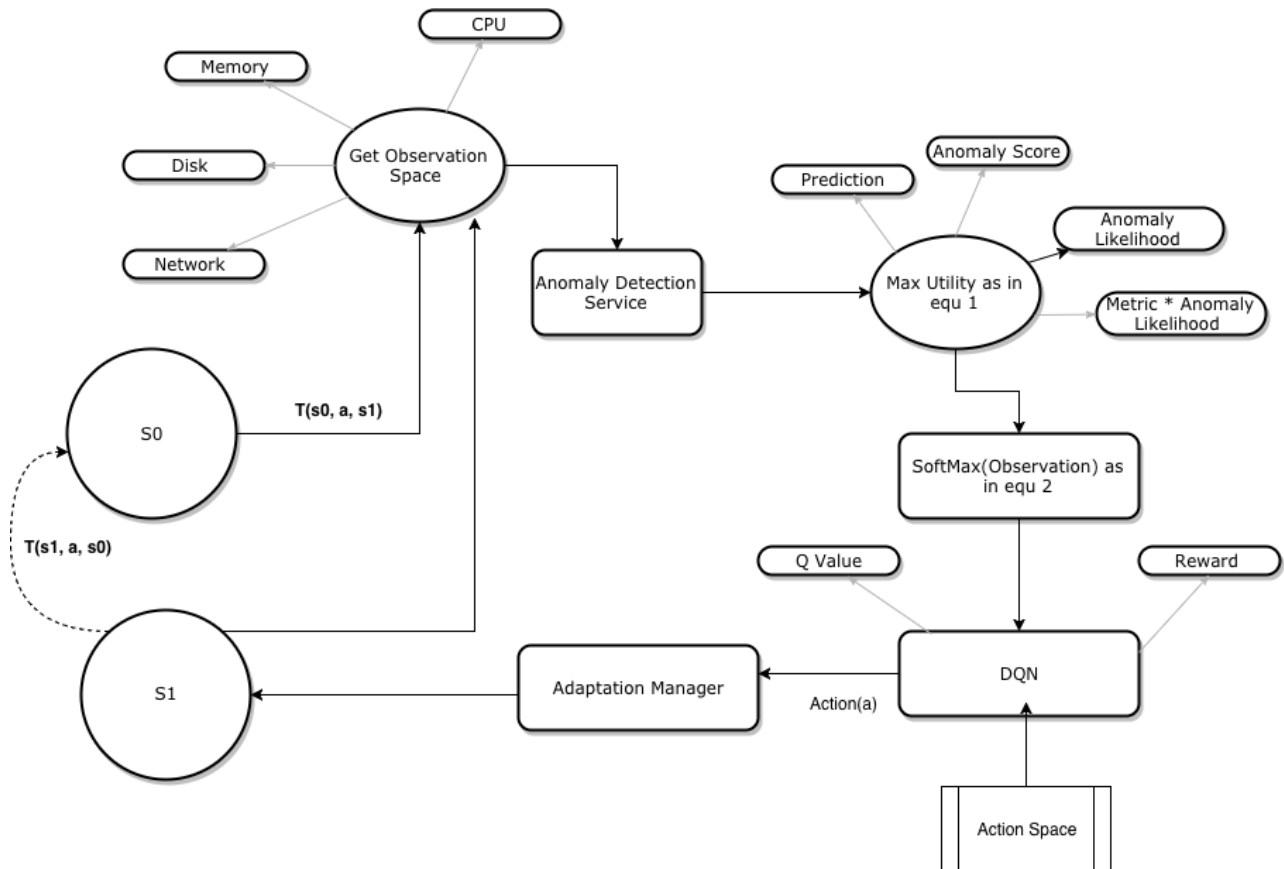 CPU
Memory
Get Observation
Space
Disk
Network
Anomaly Score
Prediction
Anomaly
Likelihood
Anomaly Detection
Service
Max Utility as in
equ 1
Metric * Anomaly
Likelihood
T(s0, a, s1)
S0
SoftMax(Observation) as
in equ 2
T(s1, a, s0)
Q Value
Reward
S1
Adaptation Manager
DQN
Action(a)
Action Space